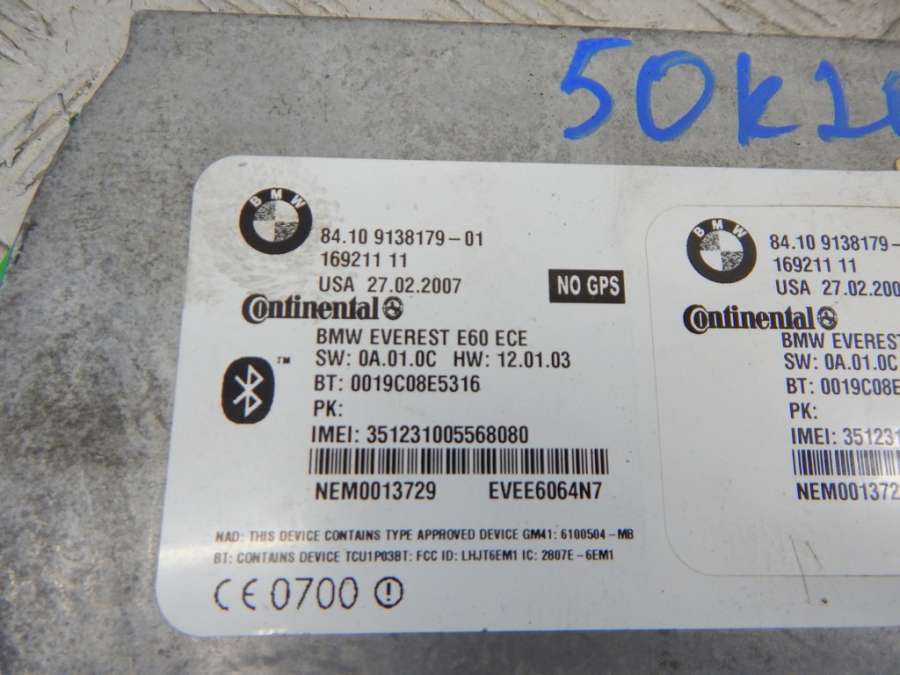 50k
BMW
84.10 9138179-01
169211 11
USA 27.02.2007
NO GPS
Continental
BMW EVEREST E60 ECE
SW: 0A.01.0C HW: 12.01.03
™
BT: 0019C08E5316
PK:
IMEI: 351231005568080
NEM0013729 EVEE6064N7
NAD: THIS DEVICE CONTAINS TYPE APPROVED DEVICE GM41: 6100504-MB
BT: CONTAINS DEVICE TCU1P03BT: FCC ID: LHJT6EM1 IC: 2807E-6EM1
CE 0700
BMW
84.10 9138179-
169211 11
USA 27.02.200
Continental
BMW EVEREST
SW: 0A.01.0C
BT: 0019C08E
PK:
IMEI: 351231
NEM001372